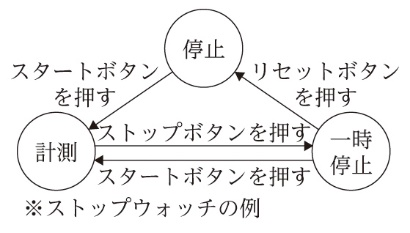 停止
スタートボタン
を押す
リセットボタン
を押す
計測
ストップボタンを押す
一時
停止
スタートボタンを押す
※ストップウォッチの例